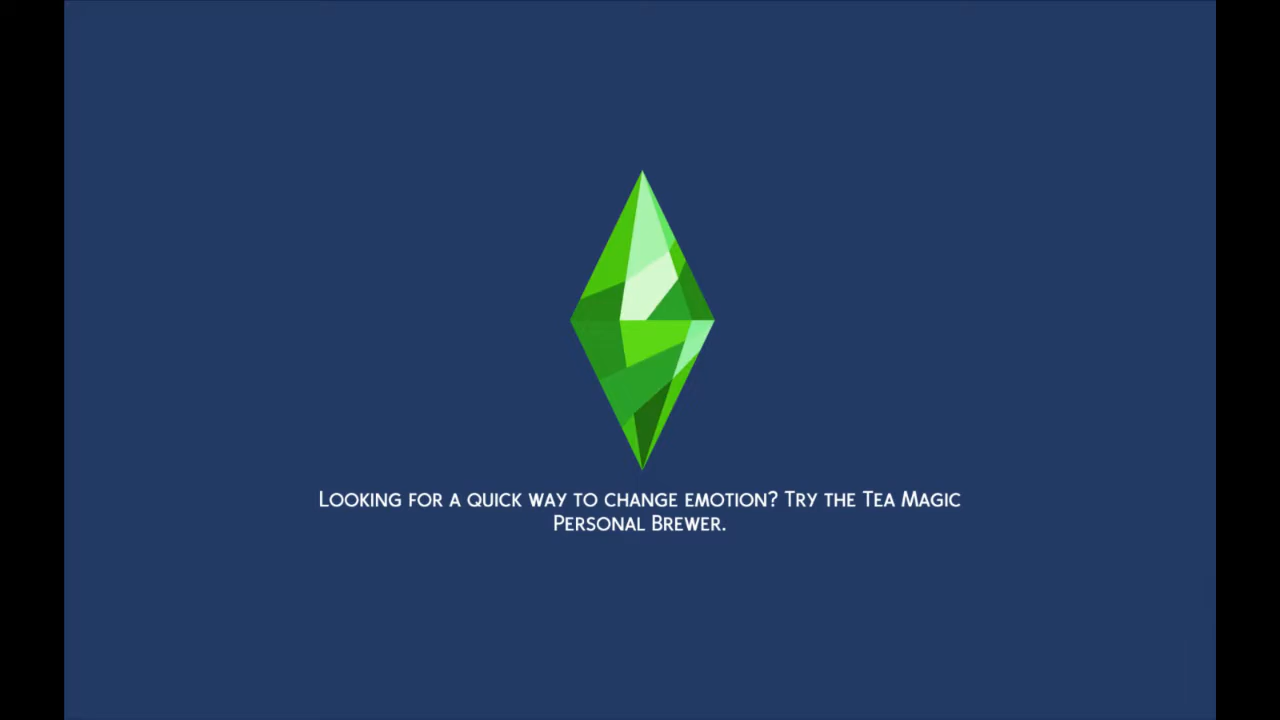 Looking for a quick way to change emotion? Try the Tea Magic
Personal Brewer.